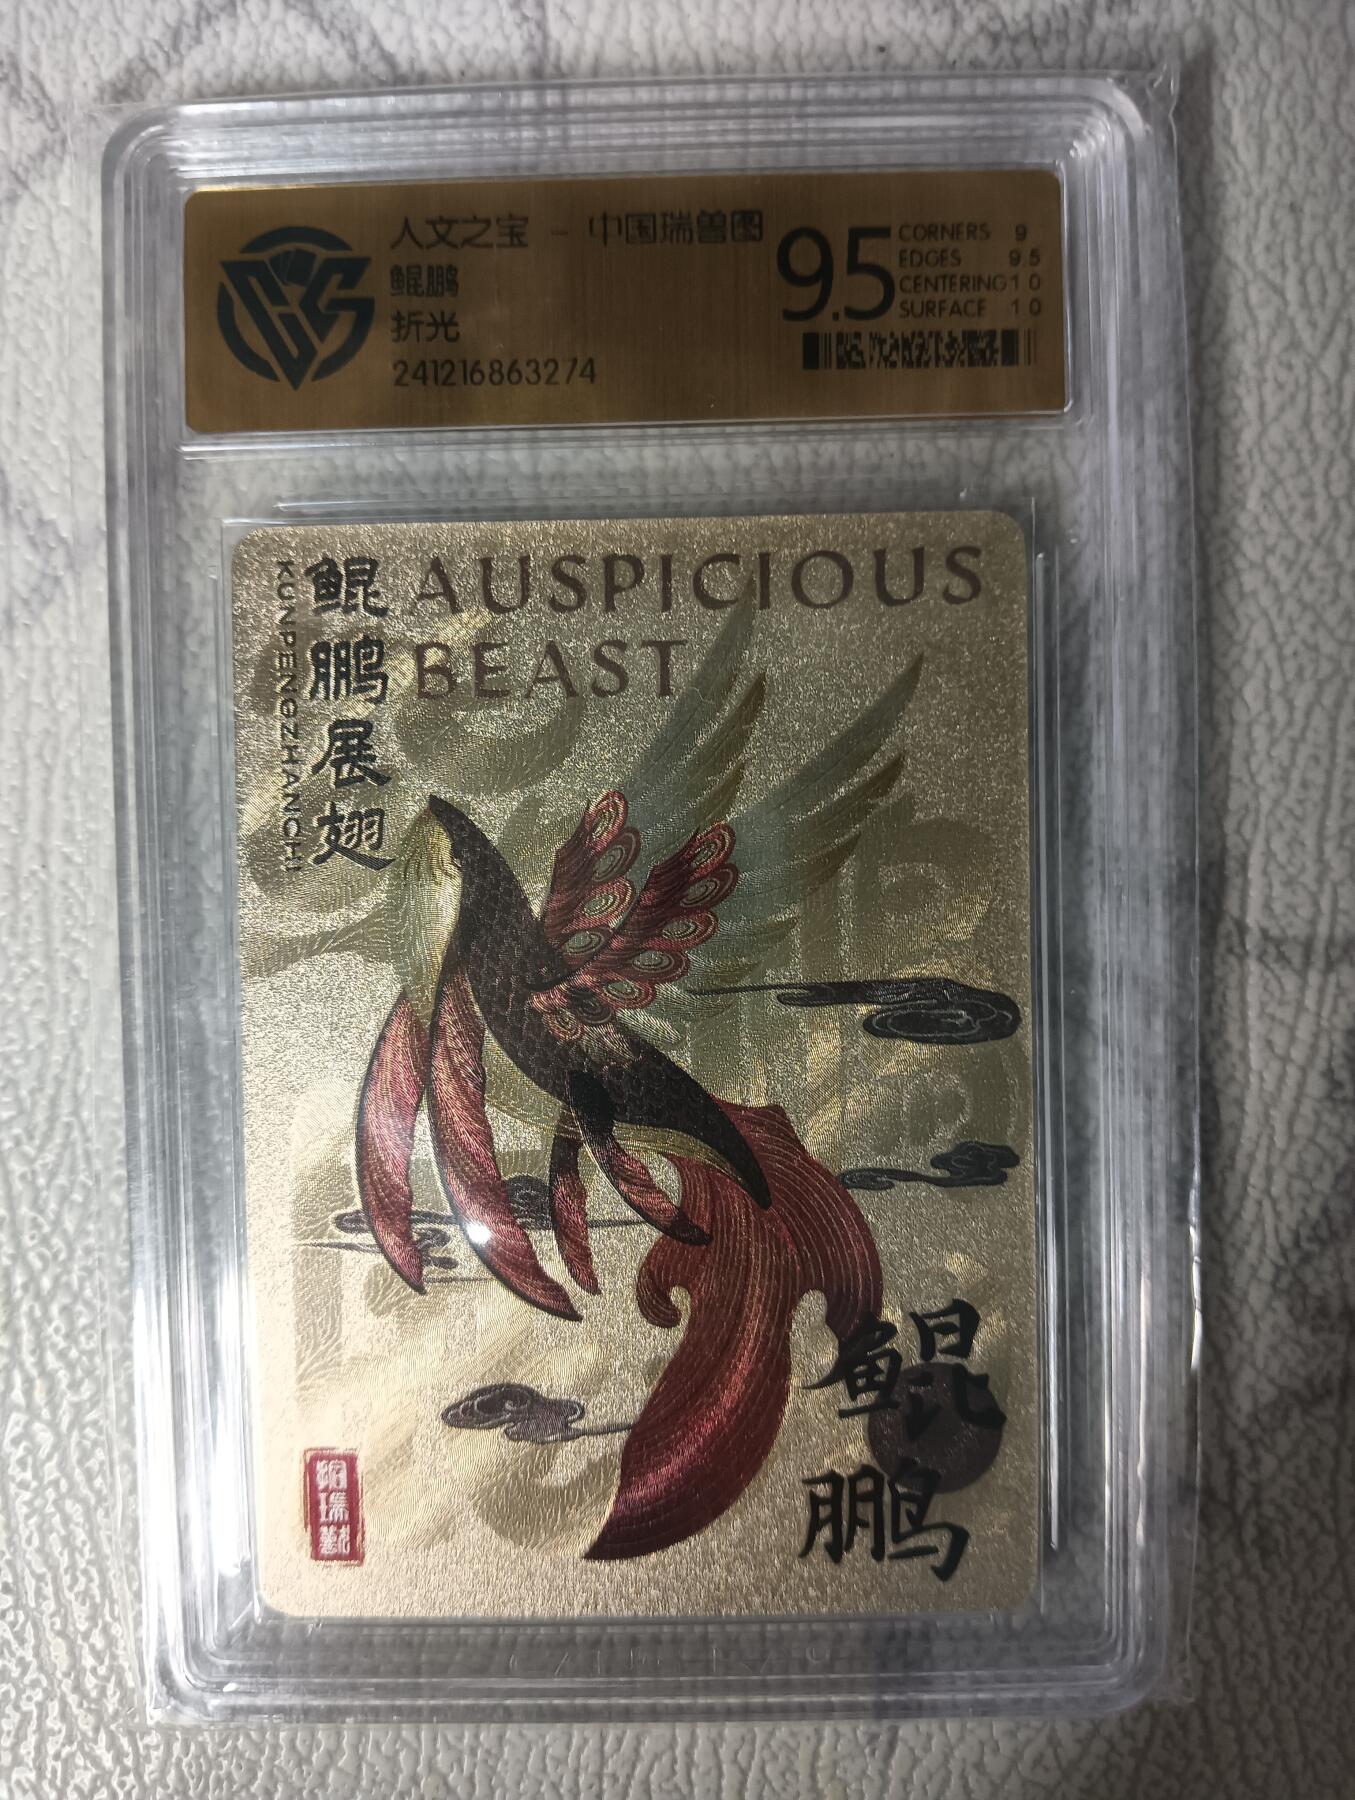 人文之宝 - 中国瑞兽图
鲲鹏
折光
241216863274
9.5
CORNERS 9
EDGES 9.5
CENTERING 10
SURFACE 10
鲲鹏展翅
KUNPENGZHANCHI
AUSPICIOUS
BEAST
鲲
鹏